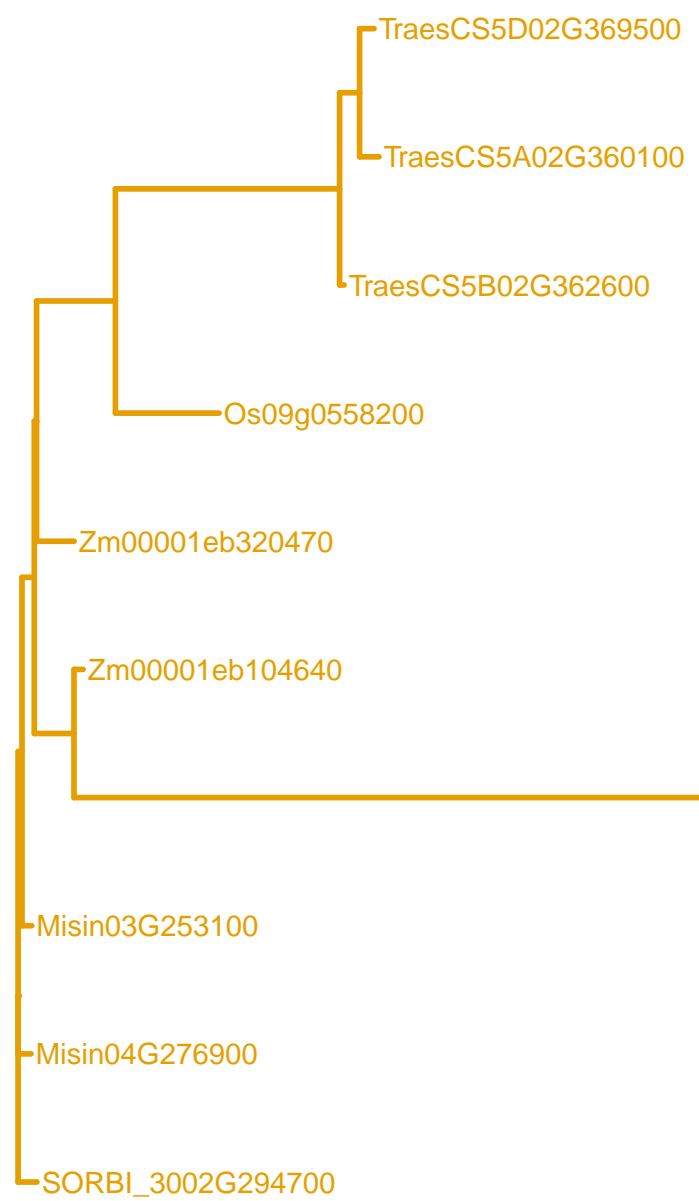 TraesCS5D02G369500
TraesCS5A02G360100
TraesCS5B02G362600
Os09g0558200
Zm00001eb320470
Zm00001eb104640
Misin03G253100
Misin04G276900
SORBI_3002G294700